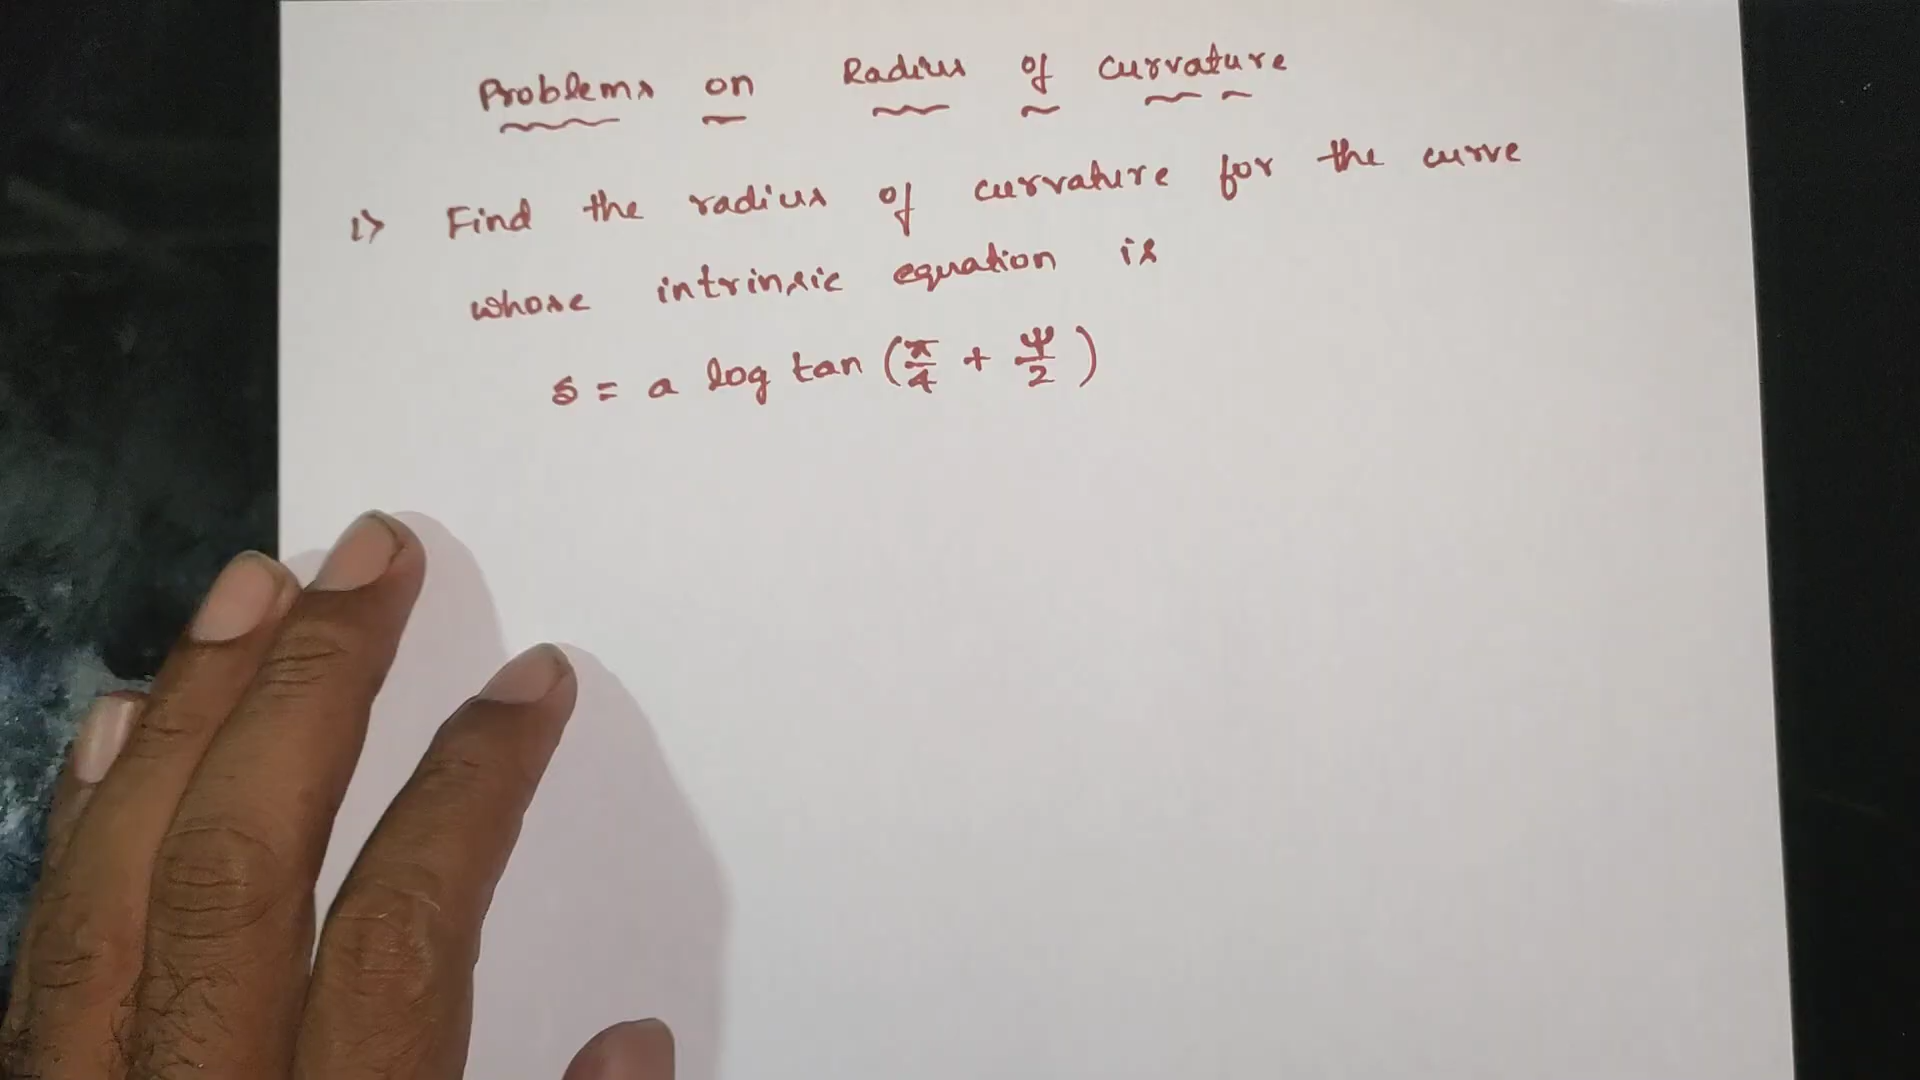 Problems on Radius of curvature
1) Find the radius of curvature for the curve
whose intrinsic equation is
s = a log tan (π/4 + ψ/2)